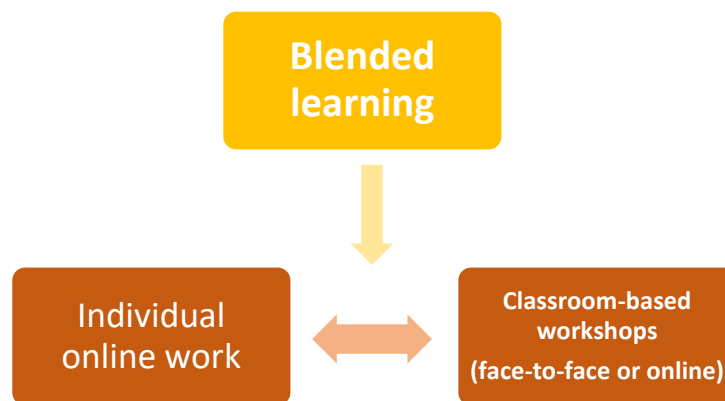 Blended
learning
Individual
online work
Classroom-based
workshops
(face-to-face or online)